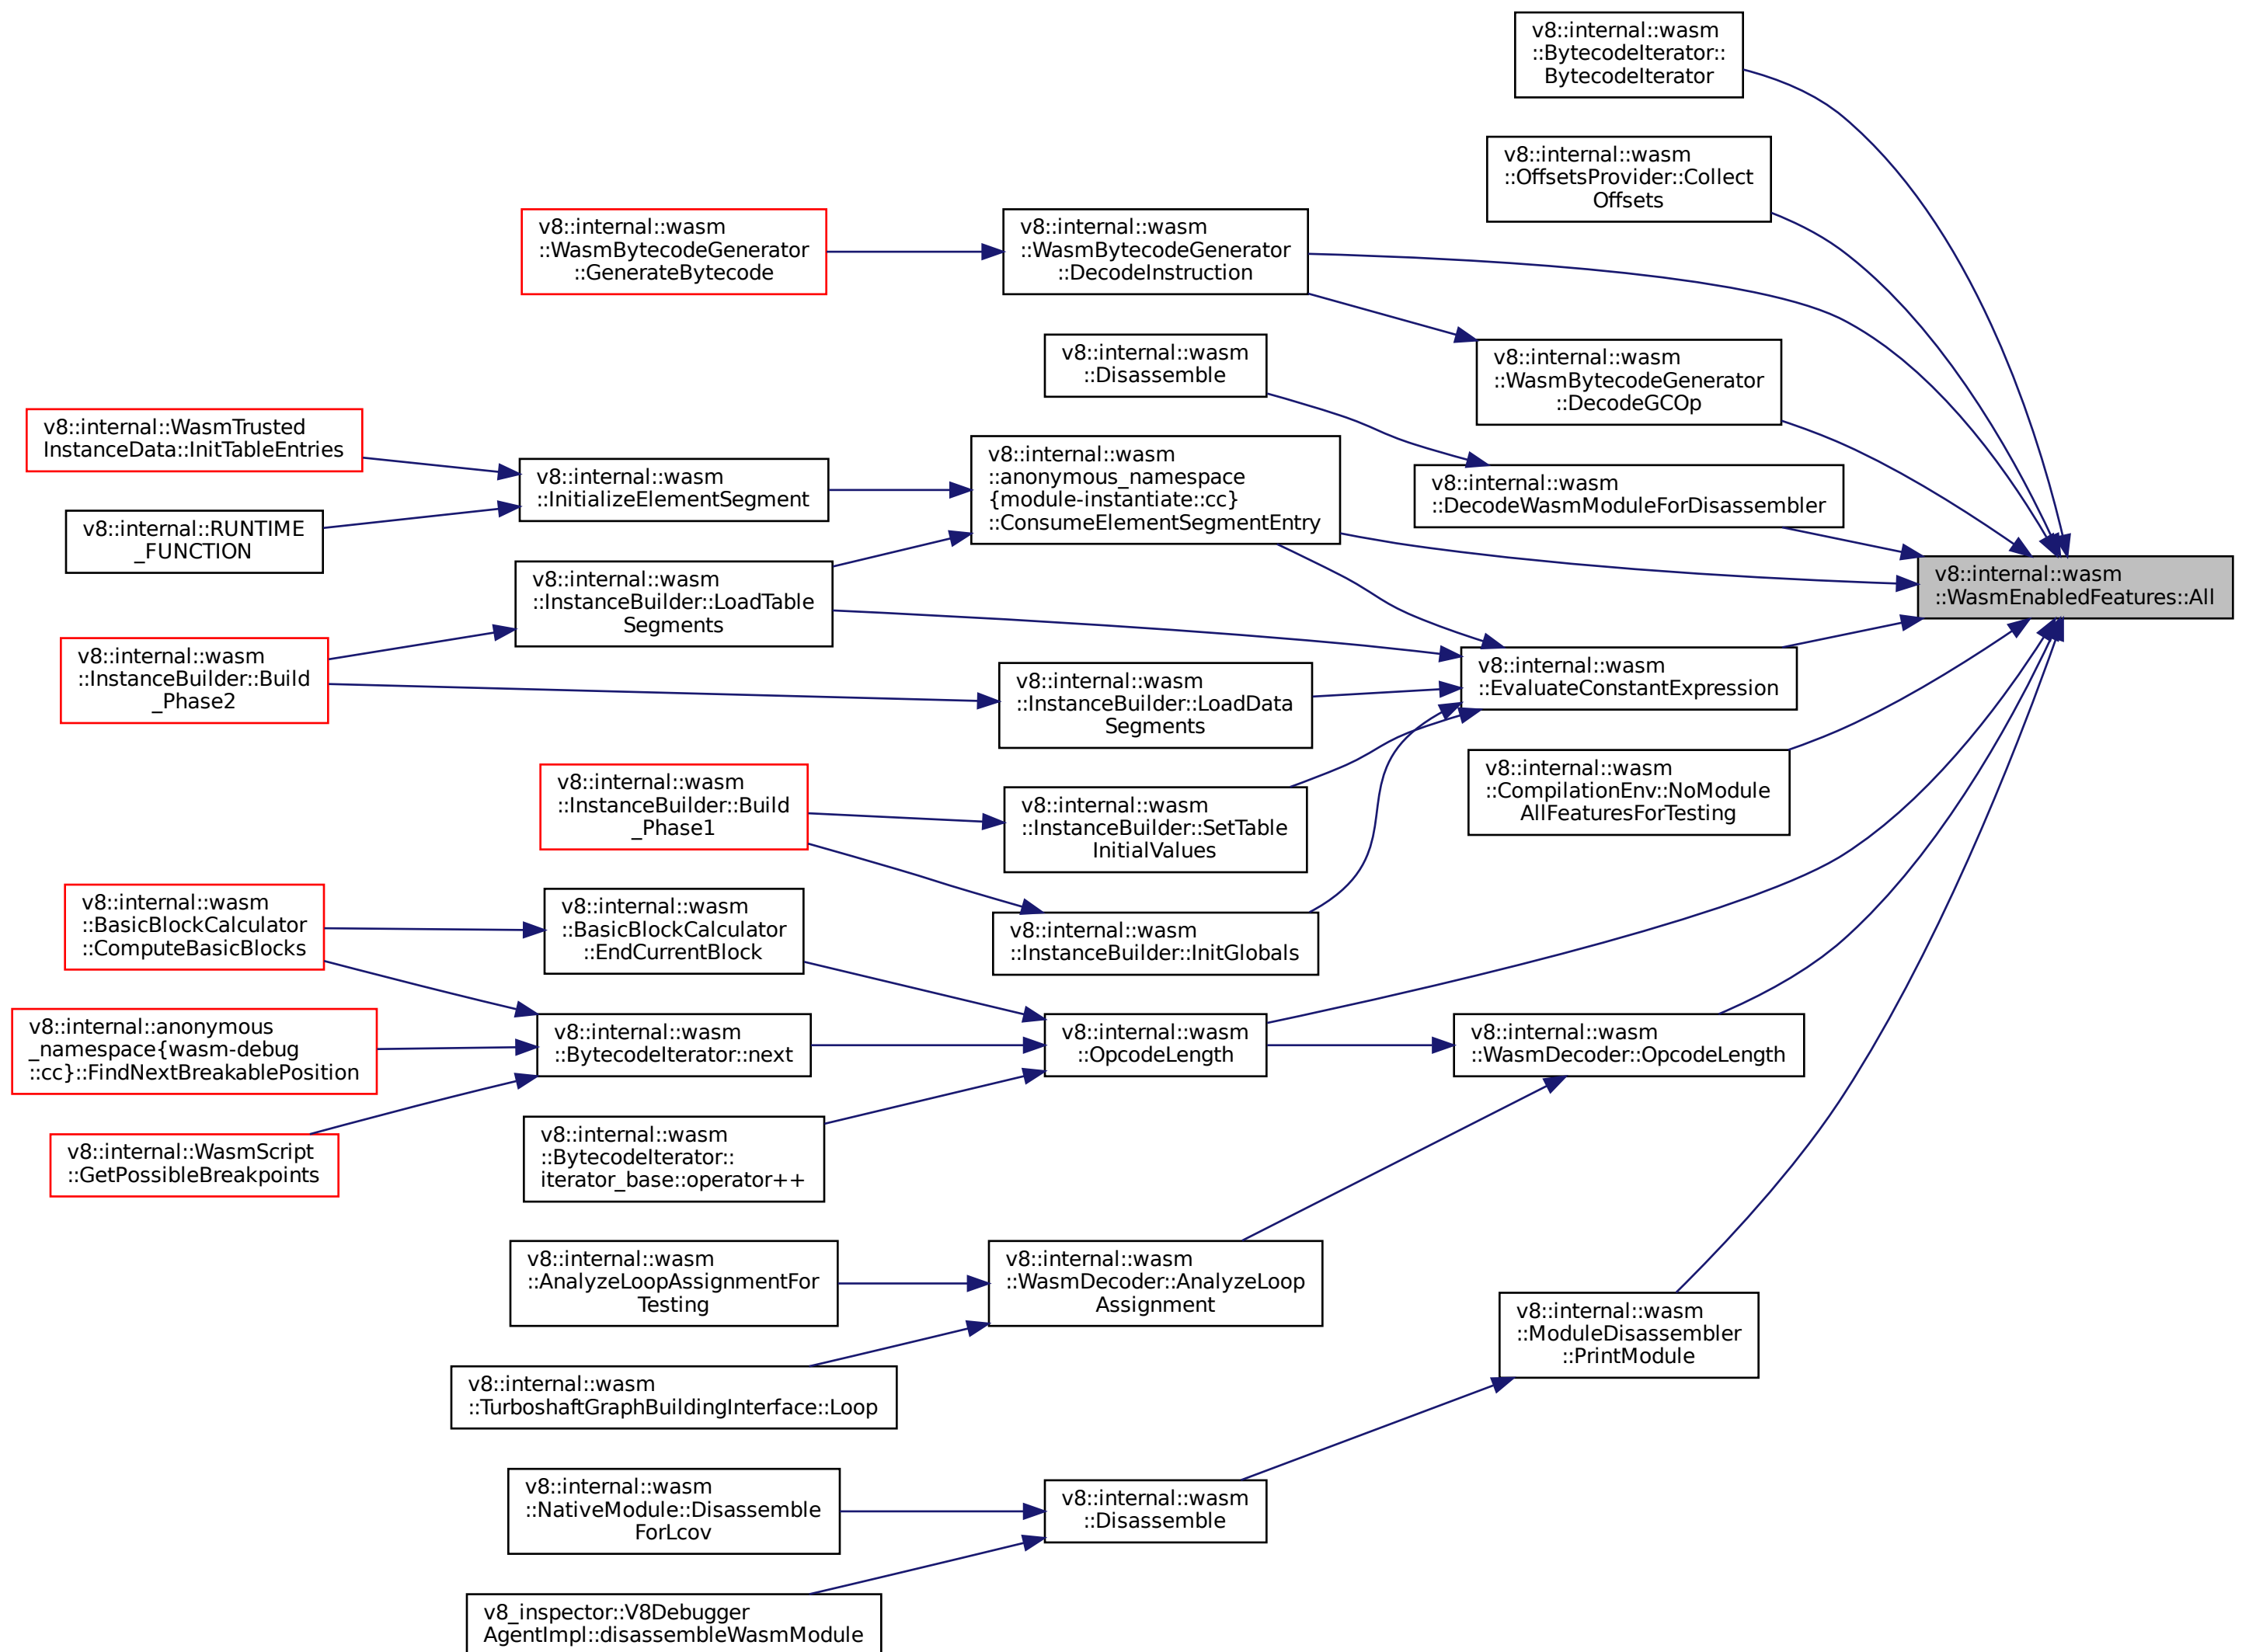 v8::internal::wasm
::BytecodeIterator::
BytecodeIterator
v8::internal::wasm
::OffsetsProvider::Collect
Offsets
v8::internal::wasm
::WasmBytecodeGenerator
::GenerateBytecode
v8::internal::wasm
::WasmBytecodeGenerator
::DecodeInstruction
v8::internal::wasm
::Disassemble
v8::internal::wasm
::WasmBytecodeGenerator
::DecodeGCOp
v8::internal::WasmTrusted
InstanceData::InitTableEntries
v8::internal::wasm
::InitializeElementSegment
v8::internal::wasm
::anonymous_namespace
{module-instantiate::cc}
::ConsumeElementSegmentEntry
v8::internal::wasm
::DecodeWasmModuleForDisassembler
v8::internal::RUNTIME
_FUNCTION
v8::internal::wasm
::InstanceBuilder::LoadTable
Segments
v8::internal::wasm
::WasmEnabledFeatures::All
v8::internal::wasm
::InstanceBuilder::Build
_Phase2
v8::internal::wasm
::InstanceBuilder::LoadData
Segments
v8::internal::wasm
::EvaluateConstantExpression
v8::internal::wasm
::CompilationEnv::NoModule
AllFeaturesForTesting
v8::internal::wasm
::InstanceBuilder::Build
_Phase1
v8::internal::wasm
::InstanceBuilder::SetTable
InitialValues
v8::internal::wasm
::BasicBlockCalculator
::ComputeBasicBlocks
v8::internal::wasm
::BasicBlockCalculator
::EndCurrentBlock
v8::internal::wasm
::InstanceBuilder::InitGlobals
v8::internal::anonymous
_namespace{wasm-debug
::cc}::FindNextBreakablePosition
v8::internal::wasm
::BytecodeIterator::next
v8::internal::wasm
::OpcodeLength
v8::internal::wasm
::WasmDecoder::OpcodeLength
v8::internal::WasmScript
::GetPossibleBreakpoints
v8::internal::wasm
::BytecodeIterator::
iterator_base::operator++
v8::internal::wasm
::AnalyzeLoopAssignmentFor
Testing
v8::internal::wasm
::WasmDecoder::AnalyzeLoop
Assignment
v8::internal::wasm
::ModuleDisassembler
::PrintModule
v8::internal::wasm
::TurboshaftGraphBuildingInterface::Loop
v8::internal::wasm
::NativeModule::Disassemble
ForLcov
v8::internal::wasm
::Disassemble
v8_inspector::V8Debugger
AgentImpl::disassembleWasmModule